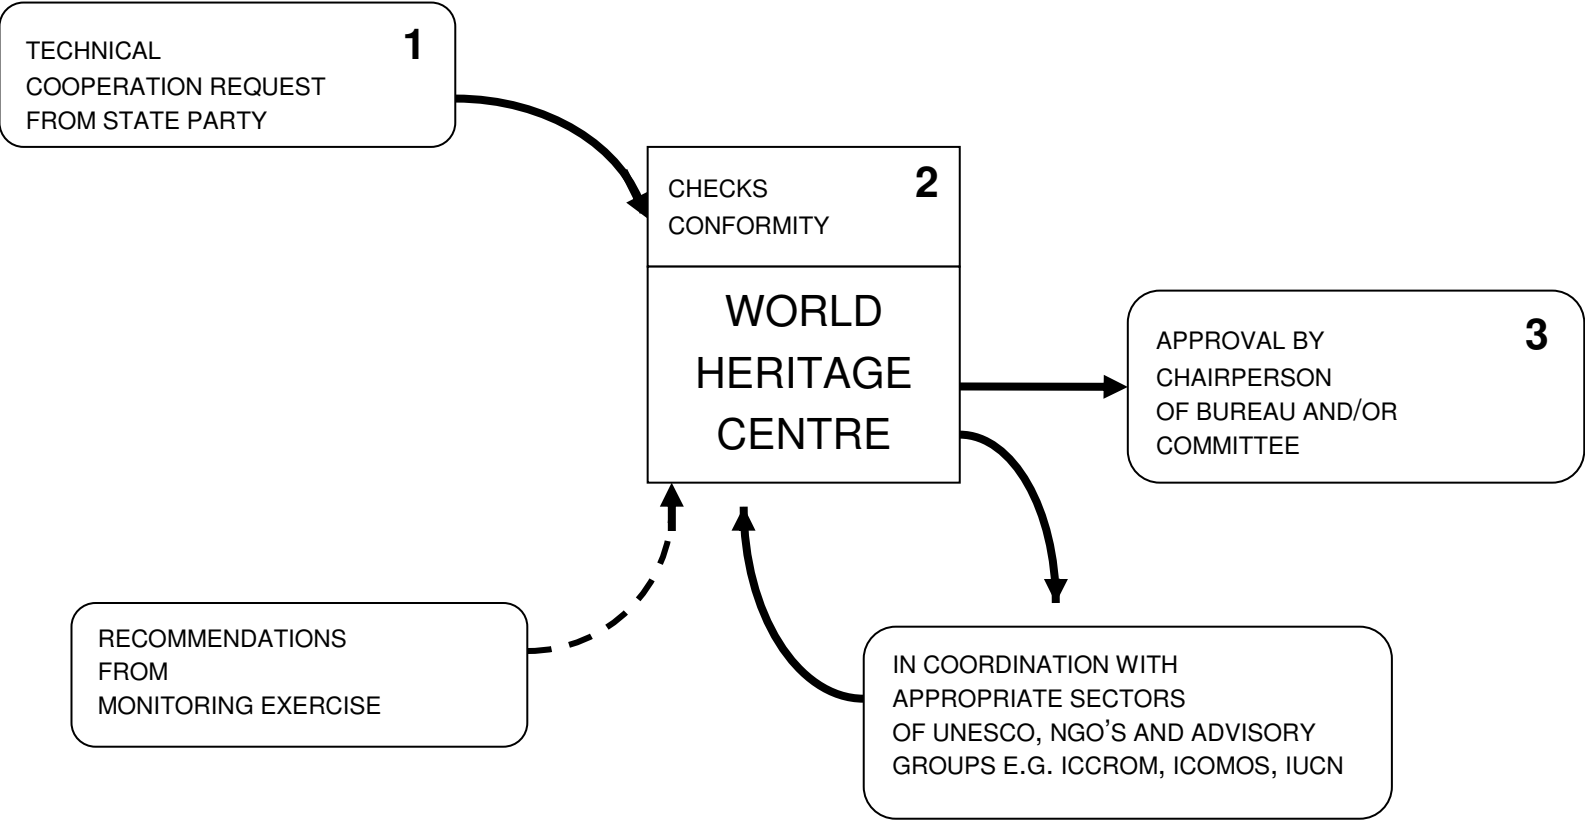 TECHNICAL 1
COOPERATION REQUEST
FROM STATE PARTY
CHECKS 2
CONFORMITY
WORLD
HERITAGE
CENTRE
APPROVAL BY 3
CHAIRPERSON
OF BUREAU AND/OR
COMMITTEE
RECOMMENDATIONS
FROM
MONITORING EXERCISE
IN COORDINATION WITH
APPROPRIATE SECTORS
OF UNESCO, NGO’S AND ADVISORY
GROUPS E.G. ICCROM, ICOMOS, IUCN